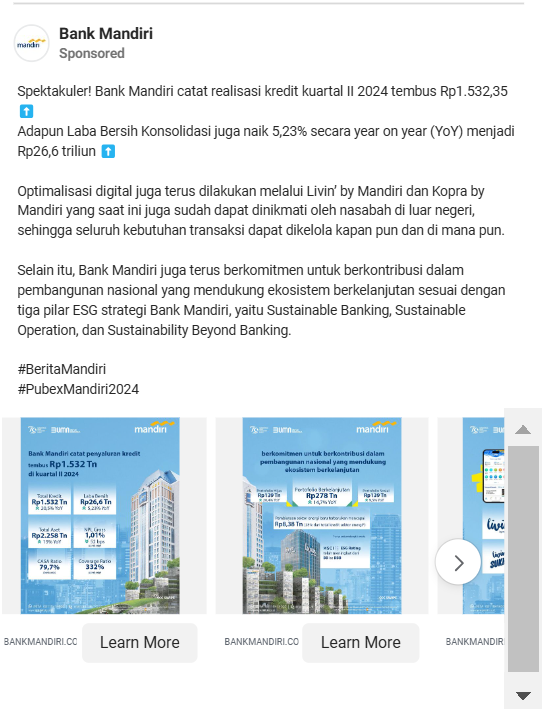 Bank Mandiri
Sponsored
Spektakuler! Bank Mandiri catat realisasi kredit kuartal II 2024 tembus Rp1.532,35
Adapun Laba Bersih Konsolidasi juga naik 5,23% secara year on year (YoY) menjadi
Rp26,6 triliun
Optimalisasi digital juga terus dilakukan melalui Livin’ by Mandiri dan Kopra by
Mandiri yang saat ini juga sudah dapat dinikmati oleh nasabah di luar negeri,
sehingga seluruh kebutuhan transaksi dapat dikelola kapan pun dan di mana pun.
Selain itu, Bank Mandiri juga terus berkomitmen untuk berkontribusi dalam
pembangunan nasional yang mendukung ekosistem berkelanjutan sesuai dengan
tiga pilar ESG strategi Bank Mandiri, yaitu Sustainable Banking, Sustainable
Operation, dan Sustainability Beyond Banking.
#BeritaMandiri
#PubexMandiri2024
mandiri
Bank Mandiri catat penyaluran kredit
tembus Rp1.532 Tn
di kuartal II 2024
Total Kredit
Rp1.532 Tn
Laba Bersih
Rp26,6 Tn
5,23% YoY
Total Aset
Rp2.258 Tn
NPL Gross
1,01%
CASA Ratio
79,7%
Coverage Ratio
332%
mandiri
berkomitmen untuk berkontribusi dalam
pembangunan nasional yang mendukung
ekosistem berkelanjutan
Rp139 Tn
Portofolio Berkelanjutan
Rp278 Tn
Rp139 Tn
Rp8,38 Tn
BANKMANDIRI.CO
Learn More
BANKMANDIRI.CO
Learn More
BANKMANDIRI